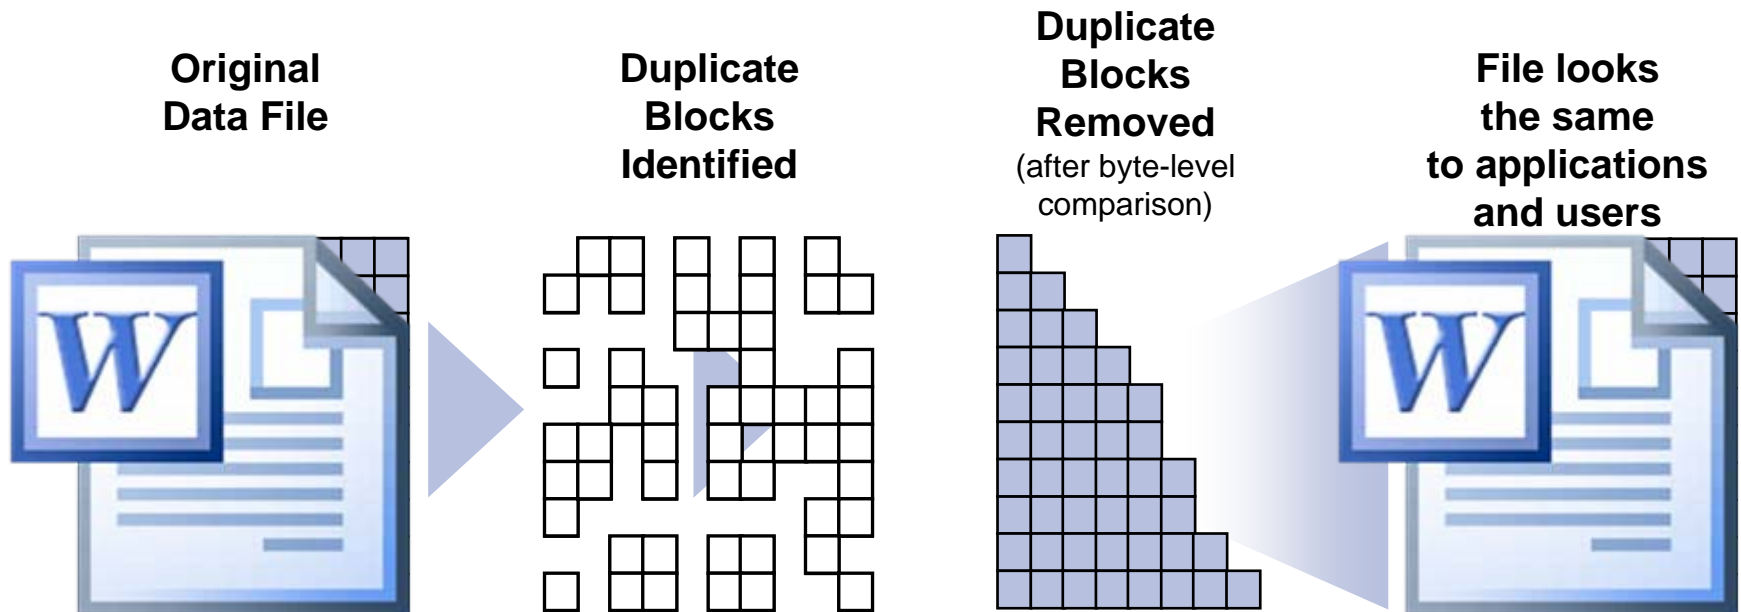 Original
Data File
Duplicate
Blocks
Identified
Duplicate
Blocks
Removed
(after byte-level
comparison)
File looks
the same
to applications
and users
W
W